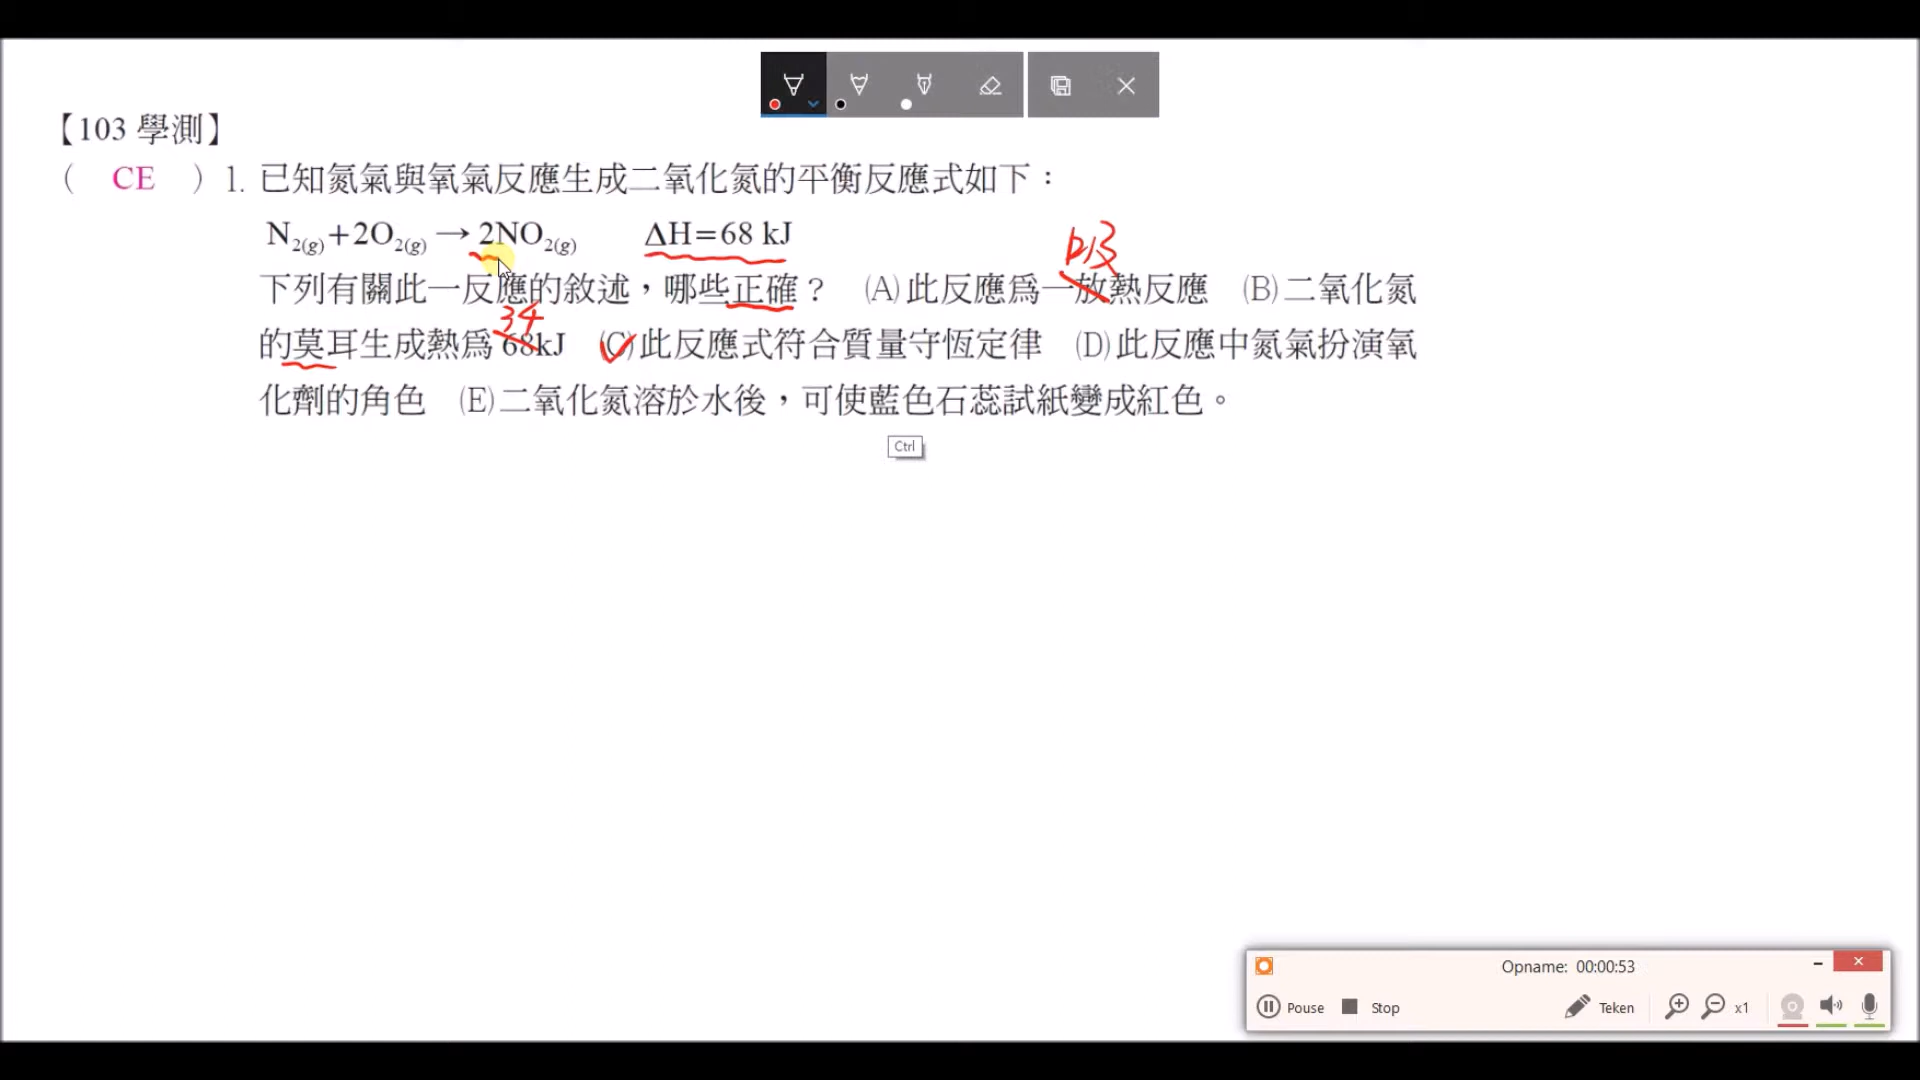 【103 學測】
( CE ) 1. 已知氮氣與氧氣反應生成二氧化氮的平衡反應式如下：
N2(g)+2O2(g) → 2NO2(g) ΔH=68 kJ
吸
下列有關此一反應的敘述，哪些正確？ (A)此反應為一放熱反應 (B)二氧化氮
34
的莫耳生成熱為 68kJ (C)此反應式符合質量守恆定律 (D)此反應中氮氣扮演氧
化劑的角色 (E)二氧化氮溶於水後，可使藍色石蕊試紙變成紅色。
Ctrl
Opname: 00:00:53
Pause Stop Teken x1